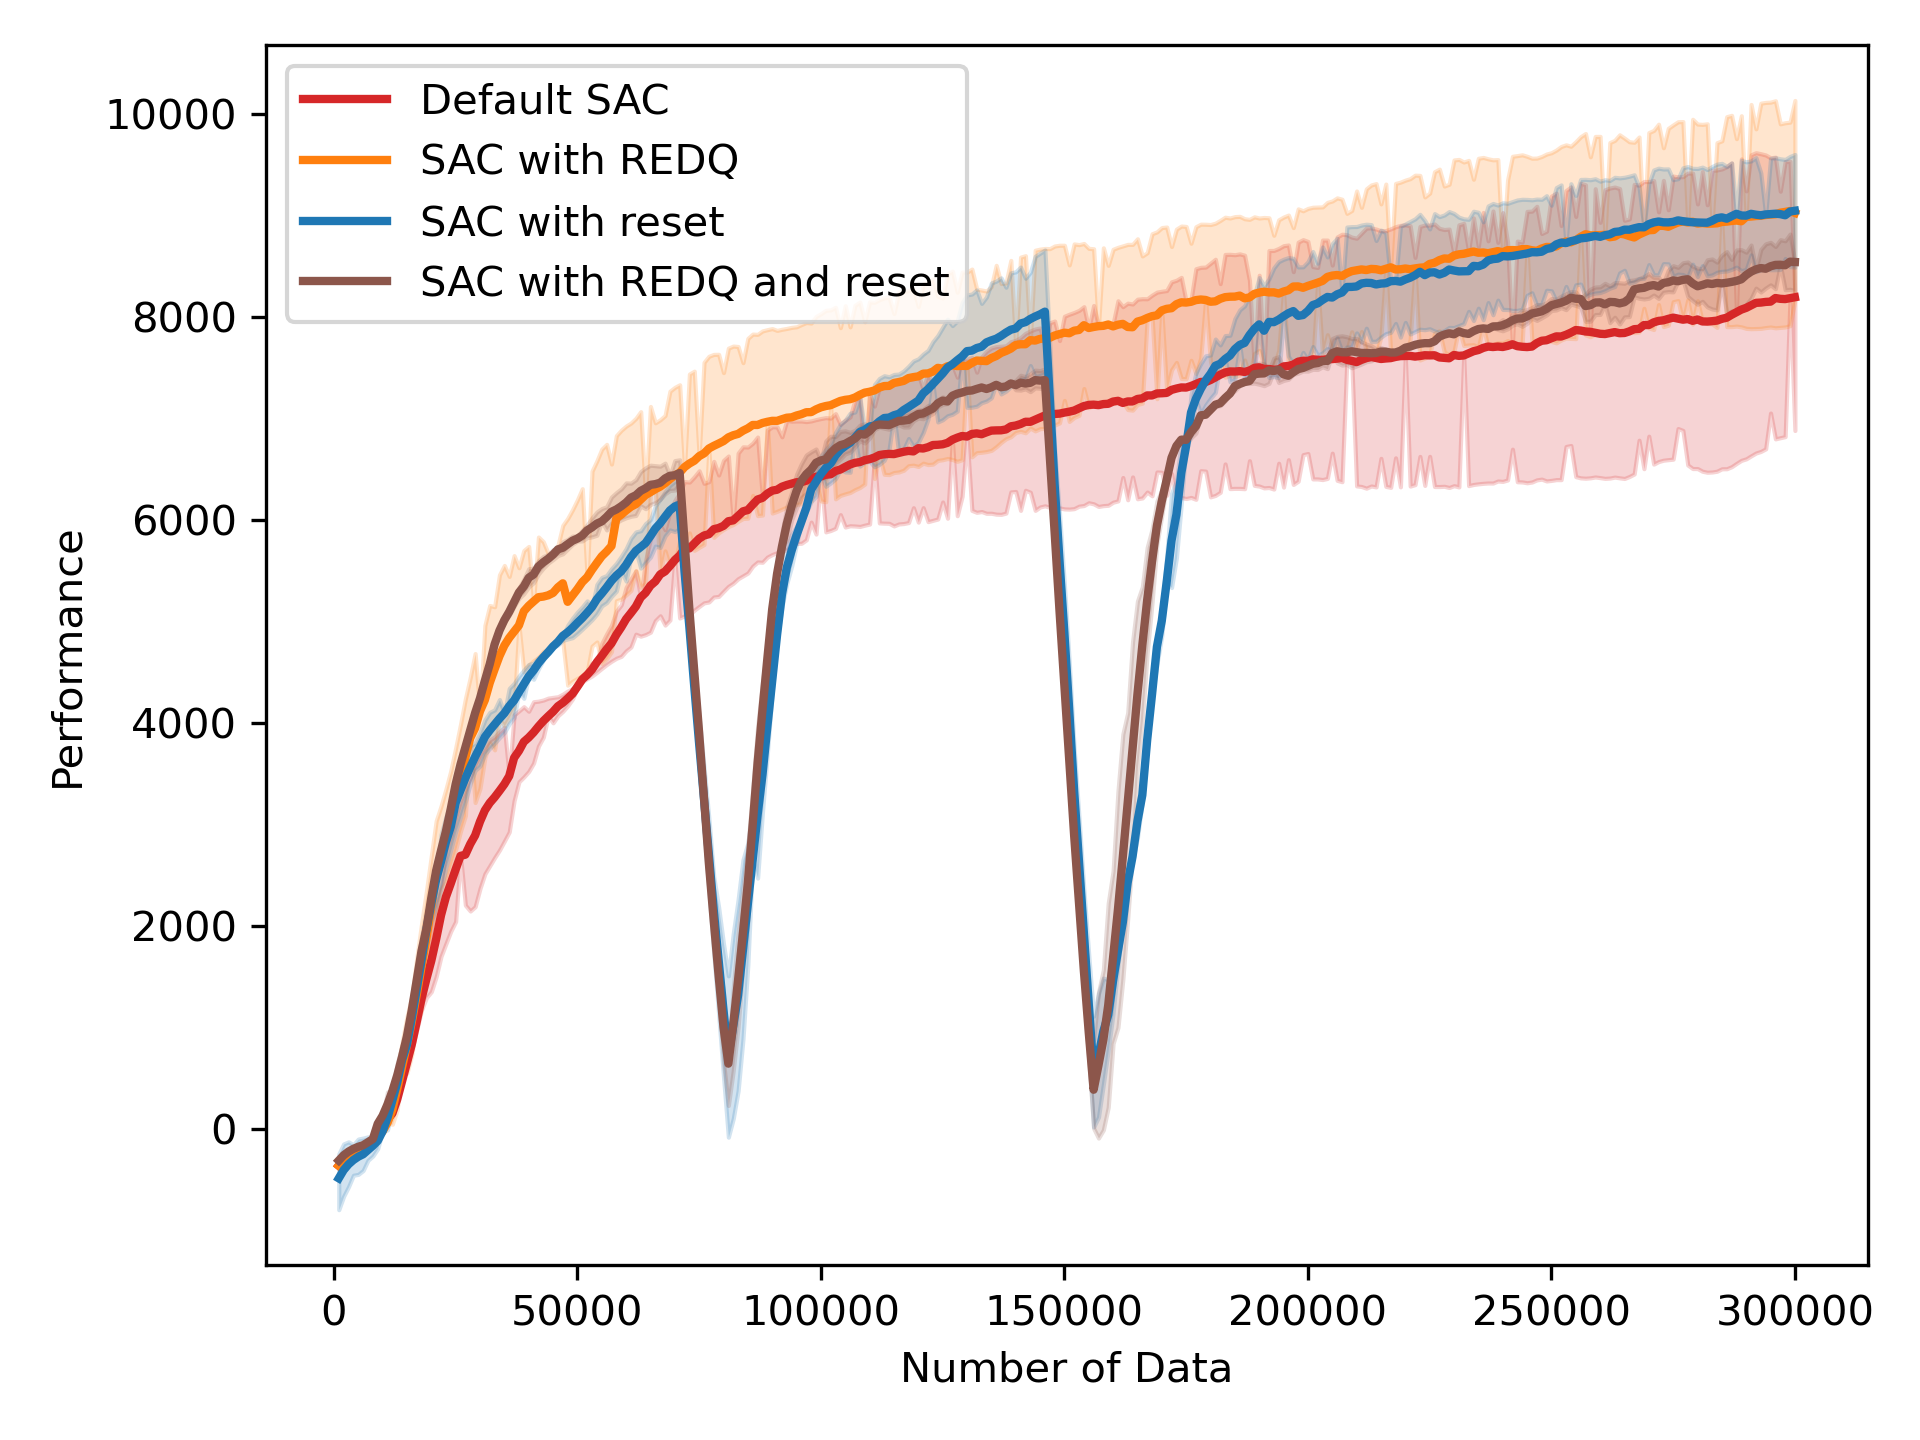 Default SAC
SAC with REDQ
SAC with reset
SAC with REDQ and reset
10000
8000
6000
4000
2000
0
Performance
0 50000 100000 150000 200000 250000 300000
Number of Data